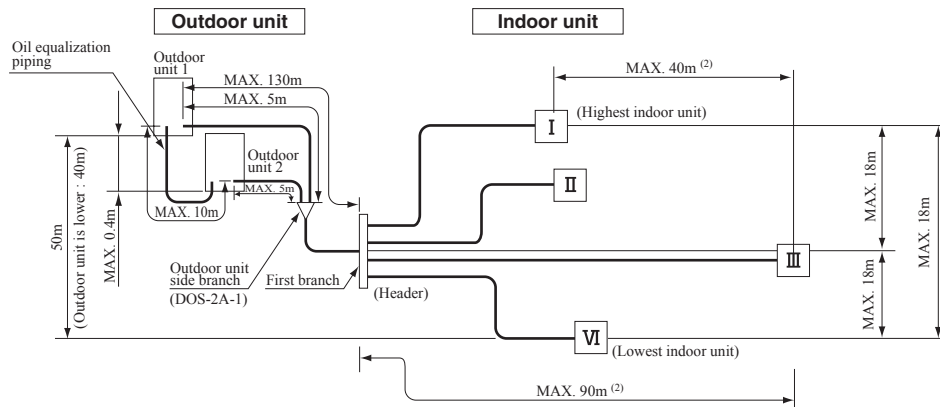 Outdoor unit
Indoor unit
Oil equalization
piping
Outdoor
unit 1
MAX. 130m
MAX. 5m
MAX. 40m (2)
I
(Highest indoor unit)
Outdoor
unit 2
MAX. 5m
II
MAX. 10m
50m
(Outdoor unit is lower : 40m)
MAX. 0.4m
Outdoor unit
side branch
(DOS-2A-1)
First branch
(Header)
III
MAX. 18m
MAX. 18m
MAX. 18m
VI
(Lowest indoor unit)
MAX. 90m (2)